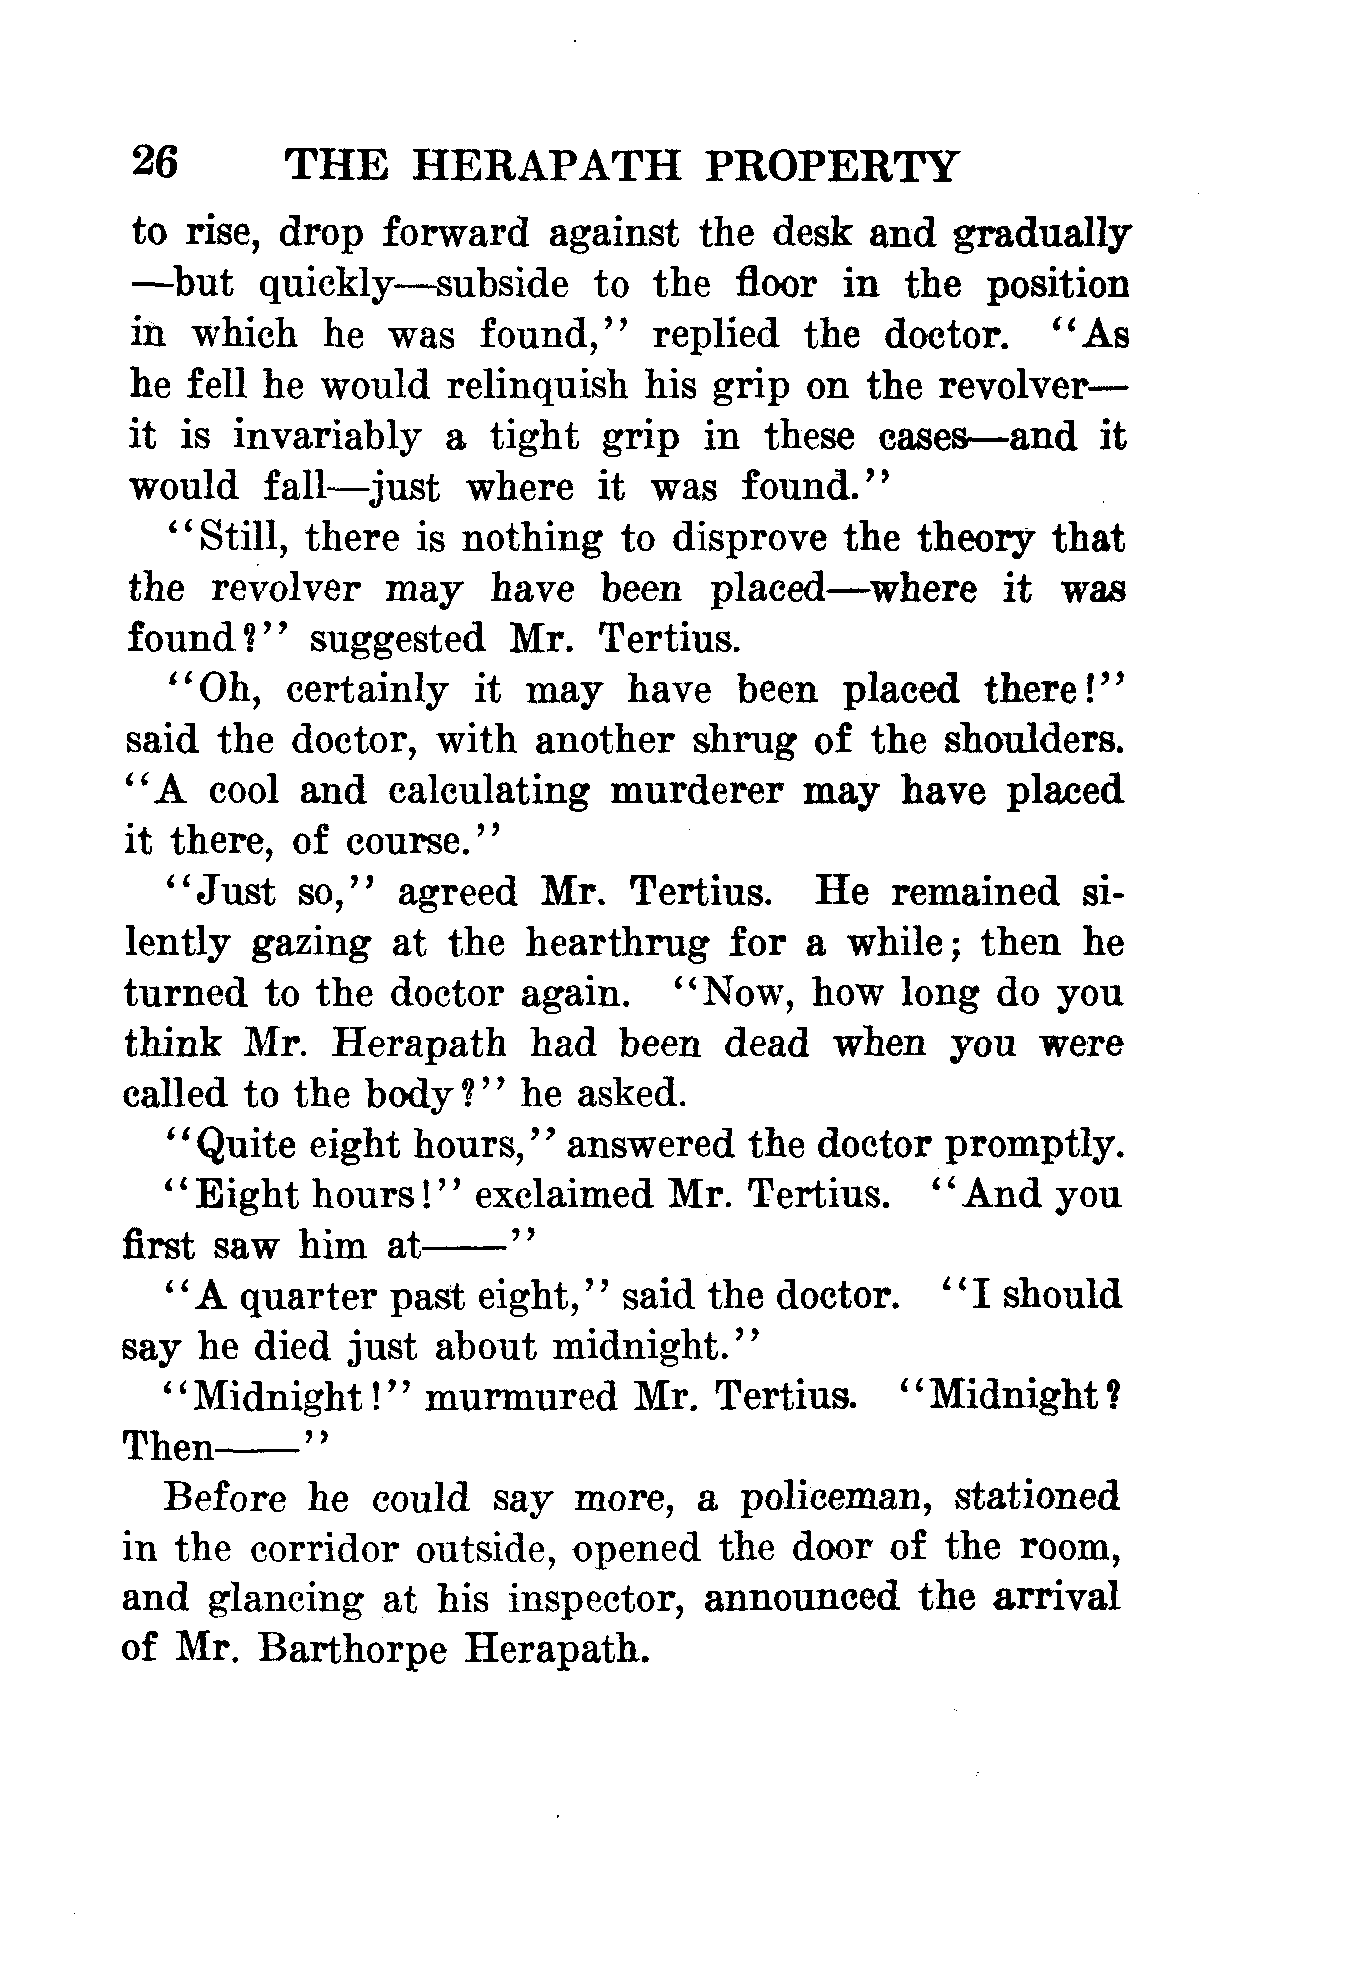 26 THE HERAPATH PROPERTY
to rise, drop forward against the desk and gradually
—but quickly—subside to the floor in the position
in which he was found,” replied the doctor. “As
he fell he would relinquish his grip on the revolver—
it is invariably a tight grip in these cases—and it
would fall—just where it was found.”
“Still, there is nothing to disprove the theory that
the revolver may have been placed—where it was
found?” suggested Mr. Tertius.
“Oh, certainly it may have been placed there!”
said the doctor, with another shrug of the shoulders.
“A cool and calculating murderer may have placed
it there, of course.”
“Just so,” agreed Mr. Tertius. He remained si-
lently gazing at the hearthrug for a while; then he
turned to the doctor again. “Now, how long do you
think Mr. Herapath had been dead when you were
called to the body?” he asked.
“Quite eight hours,” answered the doctor promptly.
“Eight hours!” exclaimed Mr. Tertius. “And you
first saw him at——”
“A quarter past eight,” said the doctor. “I should
say he died just about midnight.”
“Midnight!” murmured Mr. Tertius. “Midnight?
Then——”
Before he could say more, a policeman, stationed
in the corridor outside, opened the door of the room,
and glancing at his inspector, announced the arrival
of Mr. Barthorpe Herapath.